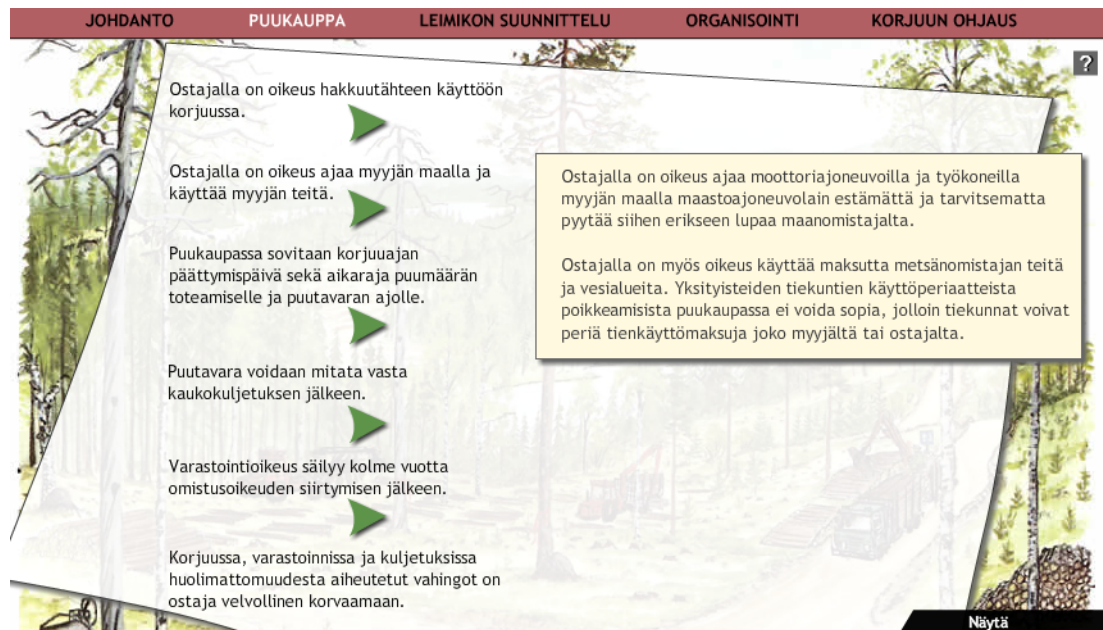 JOHDANTO PUUKAUPPA LEIMIKON SUUNNITTELU ORGANISOINTI KORJUUN OHJAUS
?
Ostajalla on oikeus hakkuutähteen käyttöön
korjuussa.
Ostajalla on oikeus ajaa myyjän maalla ja
käyttää myyjän teitä.
Puukaupassa sovitaan korjuuajan
päättymispäivä sekä aikaraja puumäärän
toteamiselle ja puutavaran ajolle.
Puutavara voidaan mitata vasta
kaukokuljetuksen jälkeen.
Varastointioikeus säilyy kolme vuotta
omistusoikeuden siirtymisen jälkeen.
Korjuussa, varastoinnissa ja kuljetuksissa
huolimattomuudesta aiheutetut vahingot on
ostaja velvollinen korvaamaan.
Ostajalla on oikeus ajaa moottoriajoneuvoilla ja työkoneilla
myyjän maalla maastoajoneuvolain estämättä ja tarvitsematta
pyytää siihen erikseen lupaa maanomistajalta.
Ostajalla on myös oikeus käyttää maksutta metsänomistajan teitä
ja vesialueita. Yksityisteiden tiekuntien käyttöperiaatteista
poikkeamisista puukaupassa ei voida sopia, jolloin tiekunnat voivat
periä tienkäyttömaksuja joko myyjältä tai ostajalta.
Näytä